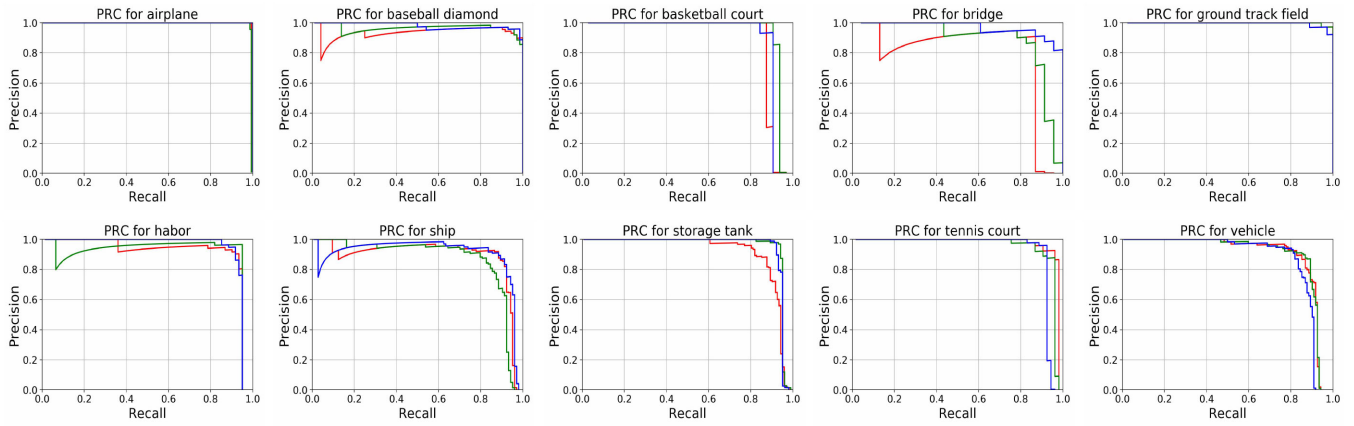 PRC for airplane
Precision
1.0
0.8
0.6
0.4
0.2
0.0
0.0 0.2 0.4 0.6 0.8 1.0
Recall
PRC for baseball diamond
Precision
1.0
0.8
0.6
0.4
0.2
0.0
0.0 0.2 0.4 0.6 0.8 1.0
Recall
PRC for basketball court
Precision
1.0
0.8
0.6
0.4
0.2
0.0
0.0 0.2 0.4 0.6 0.8 1.0
Recall
PRC for bridge
Precision
1.0
0.8
0.6
0.4
0.2
0.0
0.0 0.2 0.4 0.6 0.8 1.0
Recall
PRC for ground track field
Precision
1.0
0.8
0.6
0.4
0.2
0.0
0.0 0.2 0.4 0.6 0.8 1.0
Recall
PRC for habor
Precision
1.0
0.8
0.6
0.4
0.2
0.0
0.0 0.2 0.4 0.6 0.8 1.0
Recall
PRC for ship
Precision
1.0
0.8
0.6
0.4
0.2
0.0
0.0 0.2 0.4 0.6 0.8 1.0
Recall
PRC for storage tank
Precision
1.0
0.8
0.6
0.4
0.2
0.0
0.0 0.2 0.4 0.6 0.8 1.0
Recall
PRC for tennis court
Precision
1.0
0.8
0.6
0.4
0.2
0.0
0.0 0.2 0.4 0.6 0.8 1.0
Recall
PRC for vehicle
Precision
1.0
0.8
0.6
0.4
0.2
0.0
0.0 0.2 0.4 0.6 0.8 1.0
Recall